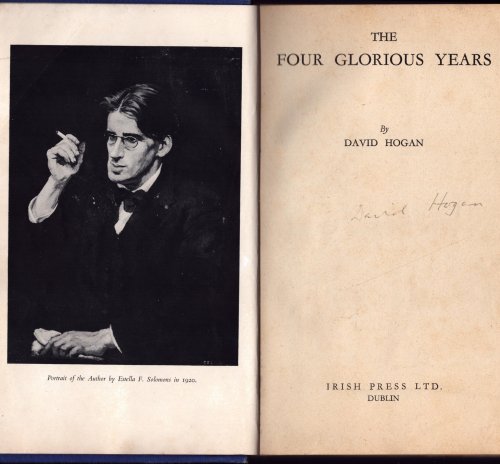 Portrait of the Author by Estella F. Solomons in 1920.
THE
FOUR GLORIOUS YEARS
By
DAVID HOGAN
David Hogan
IRISH PRESS LTD.
DUBLIN